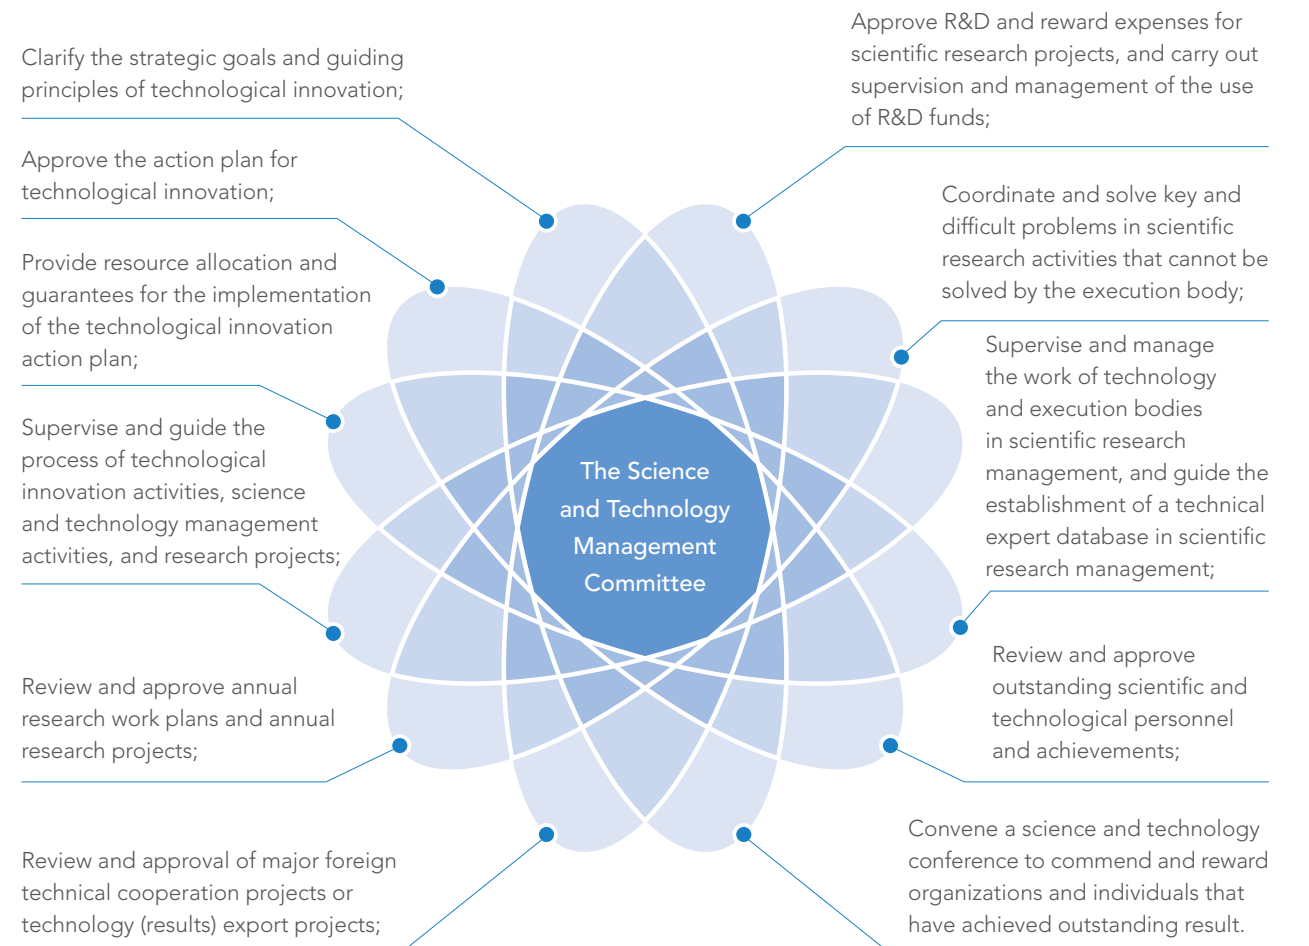 Clarify the strategic goals and guiding
principles of technological innovation;
Approve the action plan for
technological innovation;
Provide resource allocation and
guarantees for the implementation
of the technological innovation
action plan;
Supervise and guide the
process of technological
innovation activities, science
and technology management
activities, and research projects;
Review and approve annual
research work plans and annual
research projects;
Review and approval of major foreign
technical cooperation projects or
technology (results) export projects;
The Science
and Technology
Management
Committee
Approve R&D and reward expenses for
scientific research projects, and carry out
supervision and management of the use
of R&D funds;
Coordinate and solve key and
difficult problems in scientific
research activities that cannot be
solved by the execution body;
Supervise and manage
the work of technology
and execution bodies
in scientific research
management, and guide the
establishment of a technical
expert database in scientific
research management;
Review and approve
outstanding scientific and
technological personnel
and achievements;
Convene a science and technology
conference to commend and reward
organizations and individuals that
have achieved outstanding result.